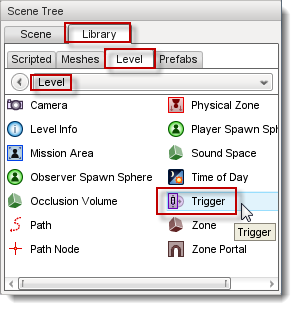 Scene Tree
Scene Library
Scripted Meshes Level Prefabs
Level
Camera Physical Zone
Level Info Player Spawn Sph
Mission Area Sound Space
Observer Spawn Sphere Time of Day
Occlusion Volume Trigger
Path Zone
Trigger
Path Node Zone Portal